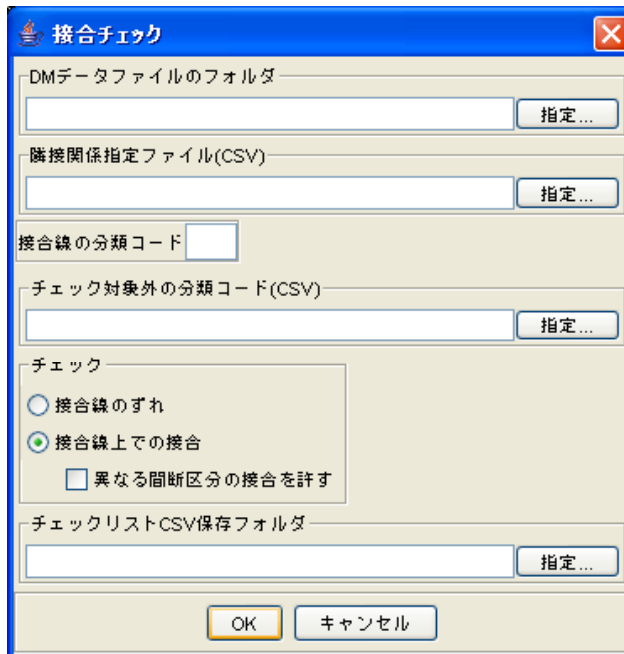 接合チェック
DMデータファイルのフォルダ
指定...
隣接関係指定ファイル(CSV)
指定...
接合線の分類コード
チェック対象外の分類コード(CSV)
指定...
チェック
接合線のずれ
接合線上での接合
異なる間断区分の接合を許す
チェックリストCSV保存フォルダ
指定...
OK キャンセル